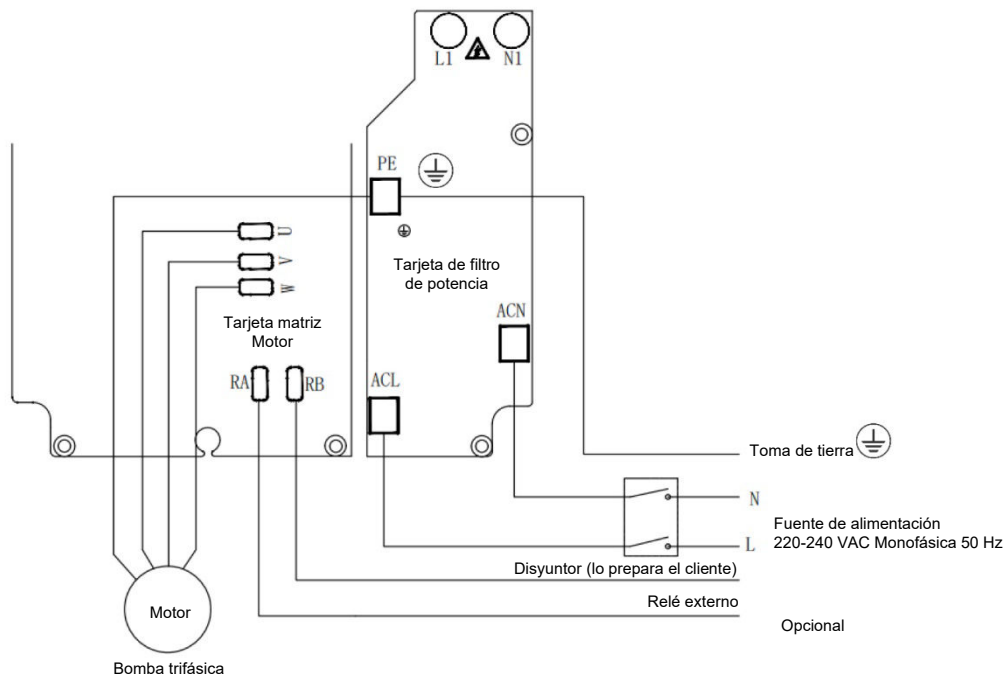 L1
N1
PE
U
V
W
Tarjeta de filtro
de potencia
ACN
Tarjeta matriz
Motor
RA
RB
ACL
Toma de tierra
N
Fuente de alimentación
220-240 VAC Monofásica 50 Hz
L
Disyuntor (lo prepara el cliente)
Relé externo
Opcional
Motor
Bomba trifásica